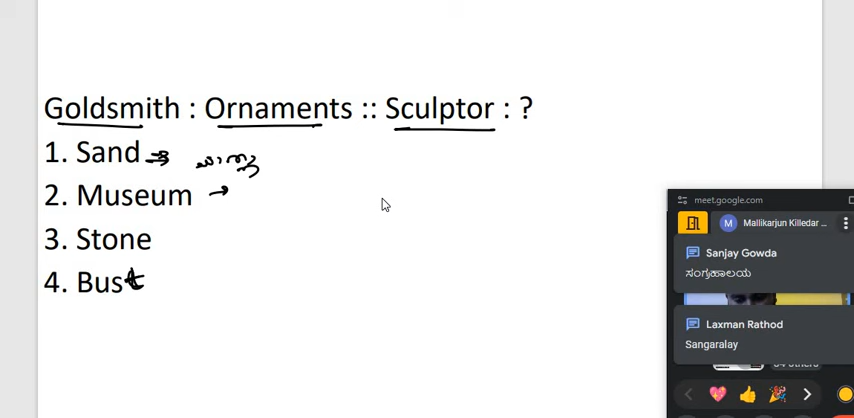 Goldsmith : Ornaments :: Sculptor : ?
1. Sand
2. Museum
3. Stone
4. Bust
meet.google.com
M Mallikarjun Killedar ...
Sanjay Gowda
ಸಂಗ್ರಹಾಲಯ
Laxman Rathod
Sangaralay